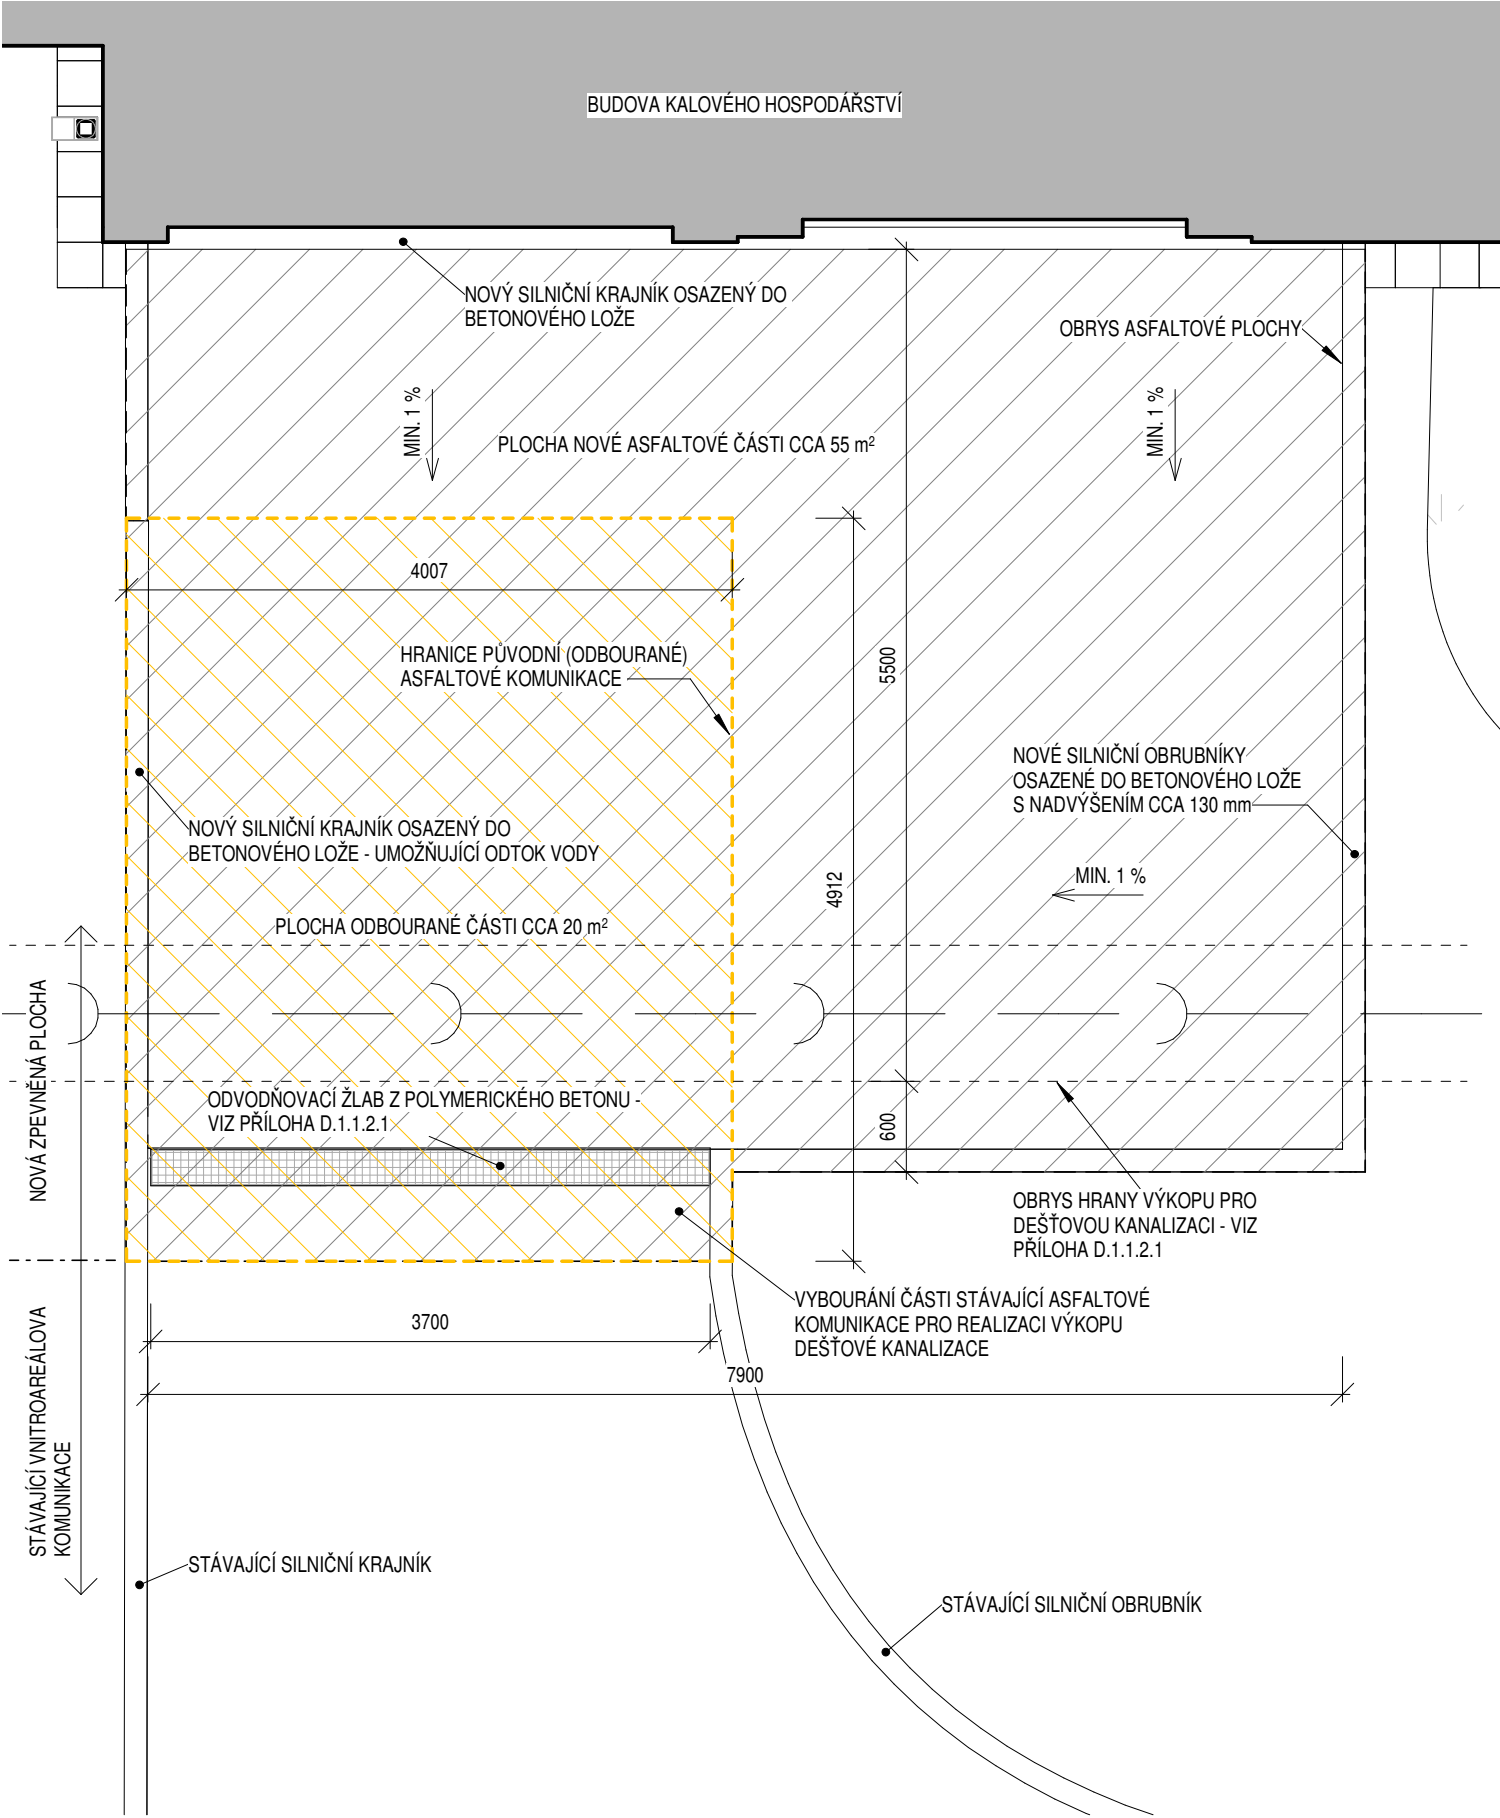 BUDOVA KALOVÉHO HOSPODÁŘSTVÍ
NOVÝ SILNIČNÍ KRAJNÍK OSAZENÝ DO
BETONOVÉHO LOŽE
OBRYS ASFALTOVÉ PLOCHY
MIN. 1 %
MIN. 1 %
PLOCHA NOVÉ ASFALTOVÉ ČÁSTI CCA 55 m²
4007
HRANICE PŮVODNÍ (ODBOURANÉ)
ASFALTOVÉ KOMUNIKACE
5500
NOVÉ SILNIČNÍ OBRUBNÍKY
OSAZENÉ DO BETONOVÉHO LOŽE
S NADVÝŠENÍM CCA 130 mm
NOVÝ SILNIČNÍ KRAJNÍK OSAZENÝ DO
BETONOVÉHO LOŽE - UMOŽŇUJÍCÍ ODTOK VODY
4912
MIN. 1 %
PLOCHA ODBOURANÉ ČÁSTI CCA 20 m²
NOVÁ ZPEVNĚNÁ PLOCHA
ODVODŇOVACÍ ŽLAB Z POLYMERICKÉHO BETONU -
VIZ PŘÍLOHA D.1.1.2.1
600
OBRYS HRANY VÝKOPU PRO
DEŠŤOVOU KANALIZACI - VIZ
PŘÍLOHA D.1.1.2.1
VYBOURÁNÍ ČÁSTI STÁVAJÍCÍ ASFALTOVÉ
KOMUNIKACE PRO REALIZACI VÝKOPU
DEŠŤOVÉ KANALIZACE
3700
7900
STÁVAJÍCÍ VNITROAREÁLOVA
KOMUNIKACE
STÁVAJÍCÍ SILNIČNÍ KRAJNÍK
STÁVAJÍCÍ SILNIČNÍ OBRUBNÍK